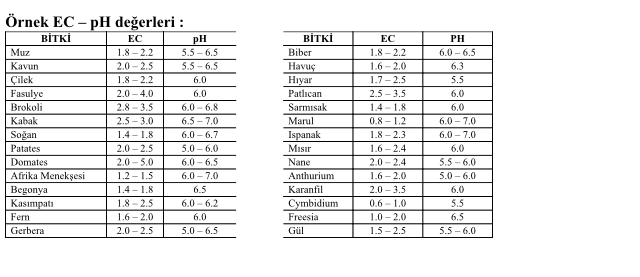 Örnek EC – pH değerleri :
BİTKİ EC pH
Muz 1.8 – 2.2 5.5 – 6.5
Kavun 2.0 – 2.5 5.5 – 6.5
Çilek 1.8 – 2.2 6.0
Fasulye 2.0 – 4.0 6.0
Brokoli 2.8 – 3.5 6.0 – 6.8
Kabak 2.5 – 3.0 6.5 – 7.0
Soğan 1.4 – 1.8 6.0 – 6.7
Patates 2.0 – 2.5 5.0 – 6.0
Domates 2.0 – 5.0 6.0 – 6.5
Afrika Menekşesi 1.2 – 1.5 6.0 – 7.0
Begonya 1.4 – 1.8 6.5
Kasımpatı 1.8 – 2.5 6.0 – 6.2
Fern 1.6 – 2.0 6.0
Gerbera 2.0 – 2.5 5.0 – 6.5
BİTKİ EC PH
Biber 1.8 – 2.2 6.0 – 6.5
Havuç 1.6 – 2.0 6.3
Hıyar 1.7 – 2.5 5.5
Patlıcan 2.5 – 3.5 6.0
Sarmısak 1.4 – 1.8 6.0
Marul 0.8 – 1.2 6.0 – 7.0
Ispanak 1.8 – 2.3 6.0 – 7.0
Mısır 1.6 – 2.4 6.0
Nane 2.0 – 2.4 5.5 – 6.0
Anthurium 1.6 – 2.0 5.0 – 6.0
Karanfil 2.0 – 3.5 6.0
Cymbidium 0.6 – 1.0 5.5
Freesia 1.0 – 2.0 6.5
Gül 1.5 – 2.5 5.5 – 6.0